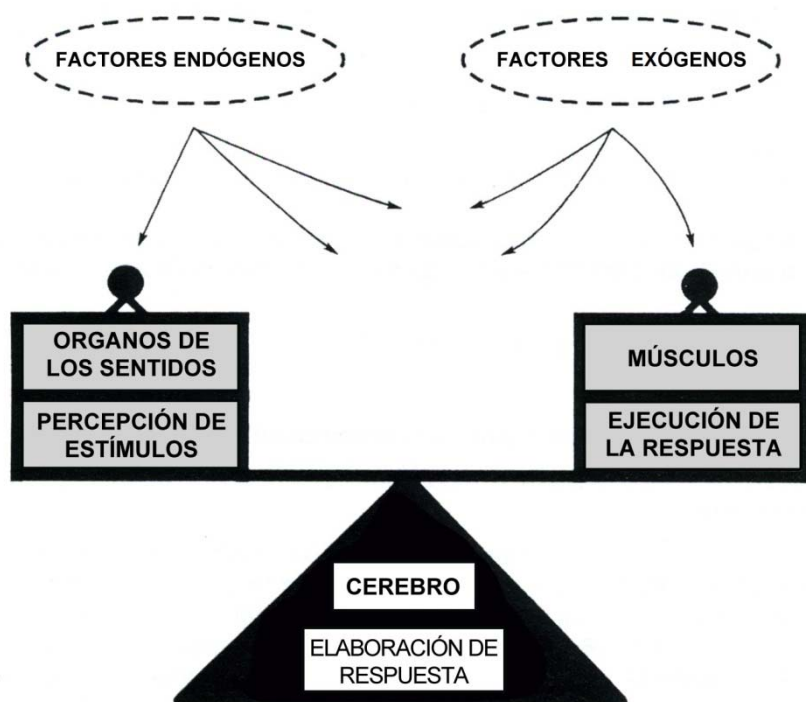 FACTORES ENDÓGENOS
FACTORES EXÓGENOS
ORGANOS DE
LOS SENTIDOS
PERCEPCIÓN DE
ESTÍMULOS
MÚSCULOS
EJECUCIÓN DE
LA RESPUESTA
CEREBRO
ELABORACIÓN DE
RESPUESTA